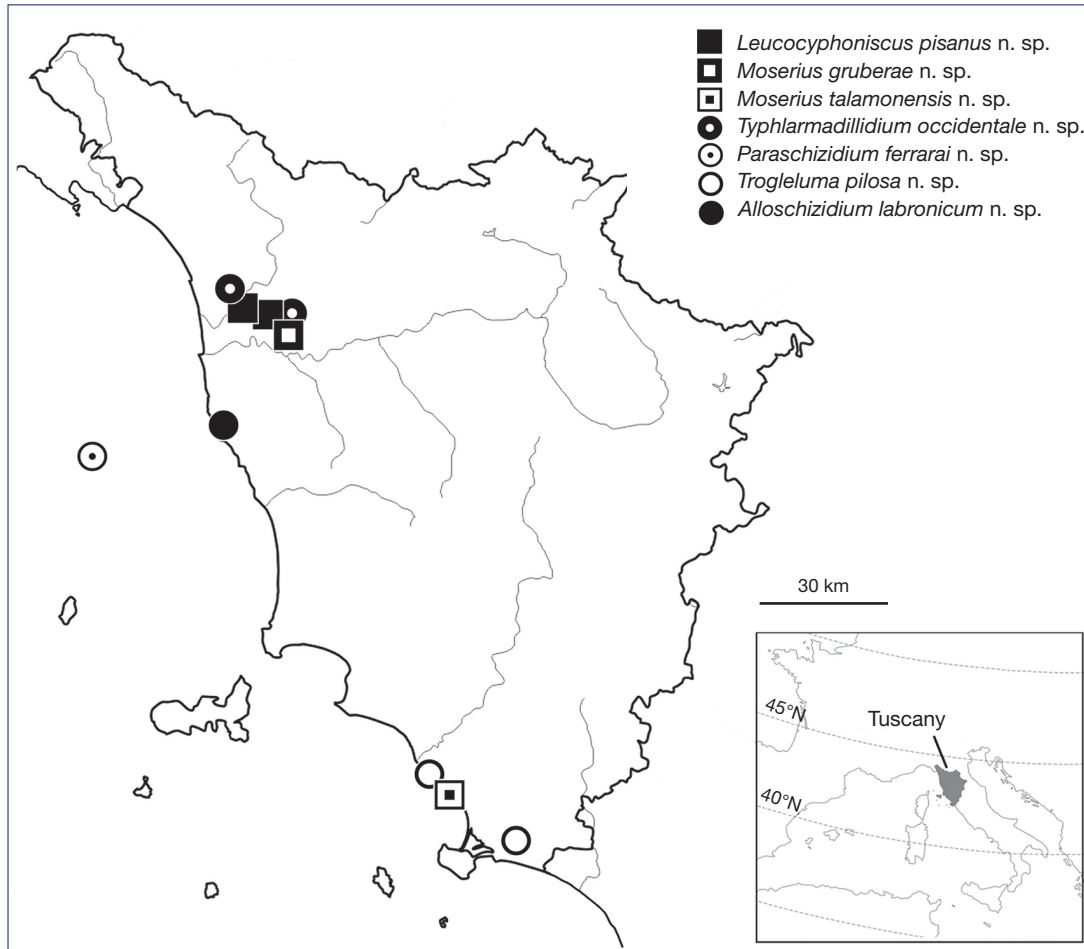 Leucocyphoniscus pisanus n. sp.
Moserius gruberae n. sp.
Moserius talamonensis n. sp.
Typhlarmadillidium occidentale n. sp.
Paraschizidium ferrarai n. sp.
Trogleluma pilosa n. sp.
Alloschizidium labronicum n. sp.
30 km
45°N
Tuscany
40°N